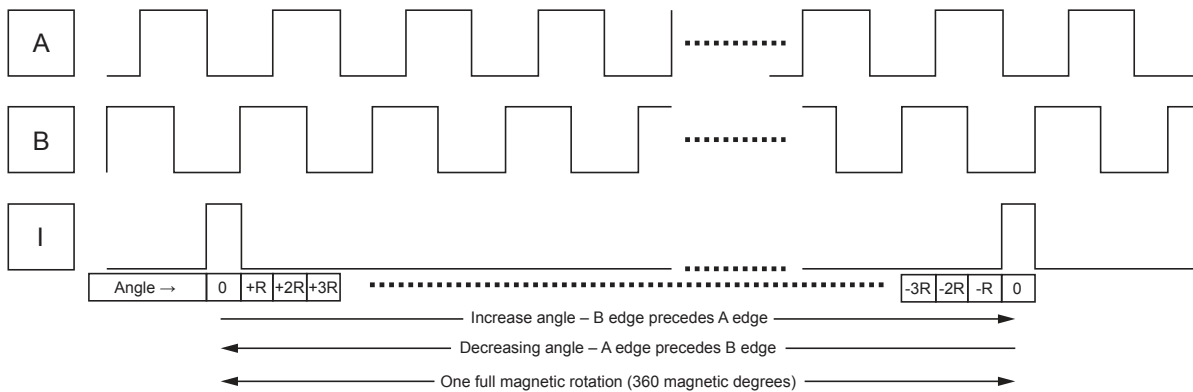 A
B
I
Angle → 0 +R +2R +3R -3R -2R -R 0
Increase angle – B edge precedes A edge
Decreasing angle – A edge precedes B edge
One full magnetic rotation (360 magnetic degrees)